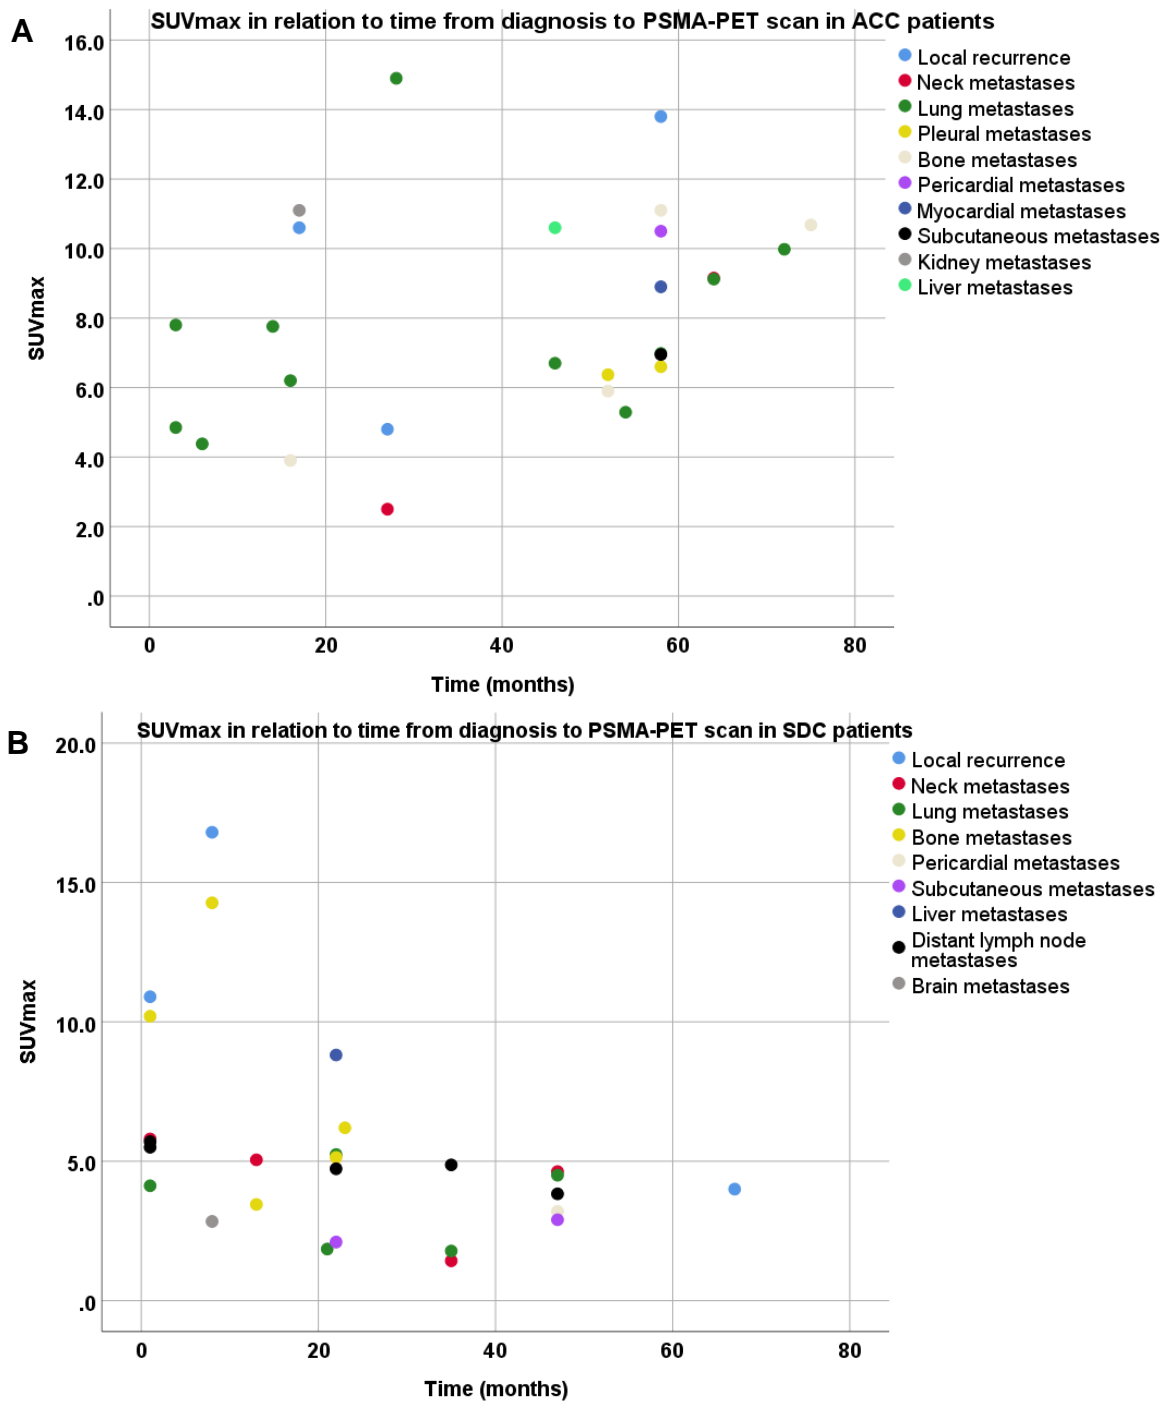 A
SUVmax in relation to time from diagnosis to PSMA-PET scan in ACC patients
16.0
14.0
12.0
10.0
8.0
6.0
4.0
2.0
.0
SUVmax
0 20 40 60 80
Time (months)
Local recurrence
Neck metastases
Lung metastases
Pleural metastases
Bone metastases
Pericardial metastases
Myocardial metastases
Subcutaneous metastases
Kidney metastases
Liver metastases
B
SUVmax in relation to time from diagnosis to PSMA-PET scan in SDC patients
20.0
15.0
10.0
5.0
.0
SUVmax
0 20 40 60 80
Time (months)
Local recurrence
Neck metastases
Lung metastases
Bone metastases
Pericardial metastases
Subcutaneous metastases
Liver metastases
Distant lymph node
metastases
Brain metastases